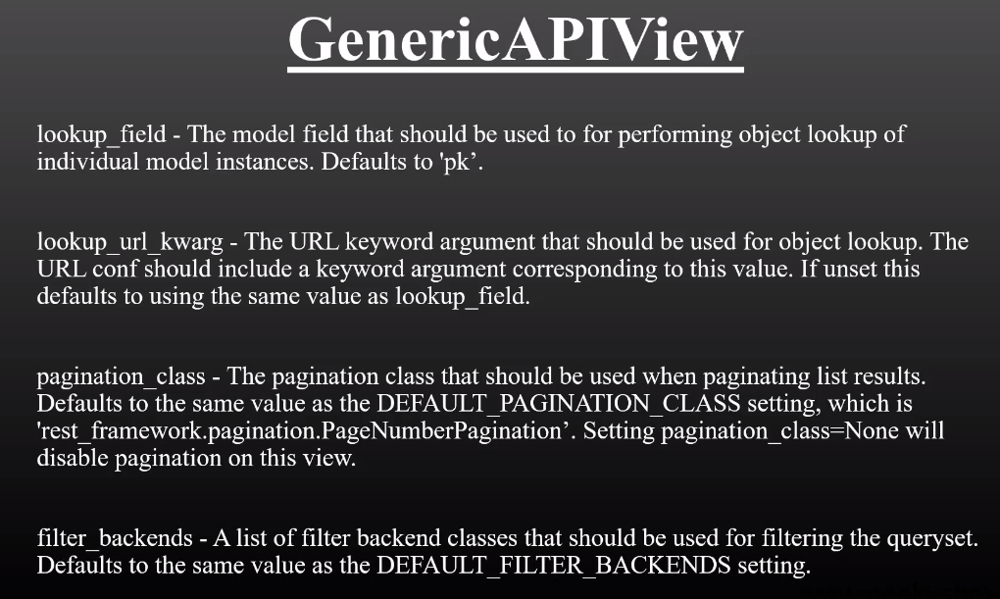 GenericAPIView
lookup_field - The model field that should be used to for performing object lookup of
individual model instances. Defaults to 'pk’.
lookup_url_kwarg - The URL keyword argument that should be used for object lookup. The
URL conf should include a keyword argument corresponding to this value. If unset this
defaults to using the same value as lookup_field.
pagination_class - The pagination class that should be used when paginating list results.
Defaults to the same value as the DEFAULT_PAGINATION_CLASS setting, which is
'rest_framework.pagination.PageNumberPagination’. Setting pagination_class=None will
disable pagination on this view.
filter_backends - A list of filter backend classes that should be used for filtering the queryset.
Defaults to the same value as the DEFAULT_FILTER_BACKENDS setting.